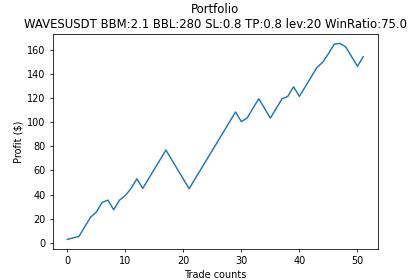 Portfolio
WAVESUSDT BBM:2.1 BBL:280 SL:0.8 TP:0.8 lev:20 WinRatio:75.0
160
140
120
100
80
60
40
20
0
Profit ($)
0 10 20 30 40 50
Trade counts